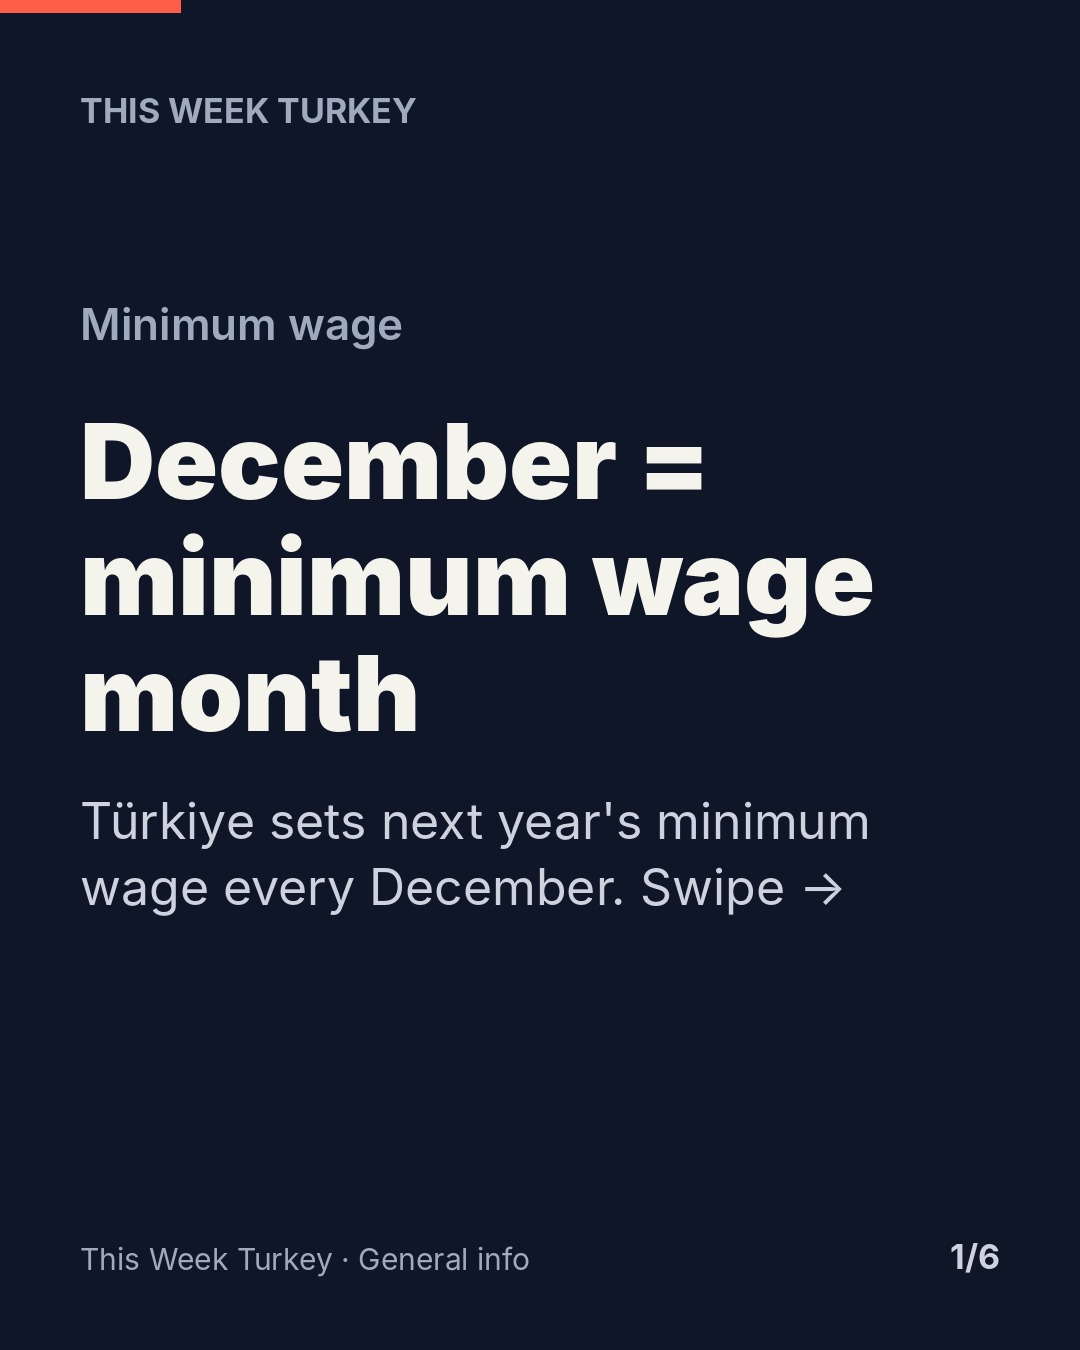 THIS WEEK TURKEY
Minimum wage
December =
minimum wage
month
Türkiye sets next year's minimum
wage every December. Swipe →
This Week Turkey · General info
1/6